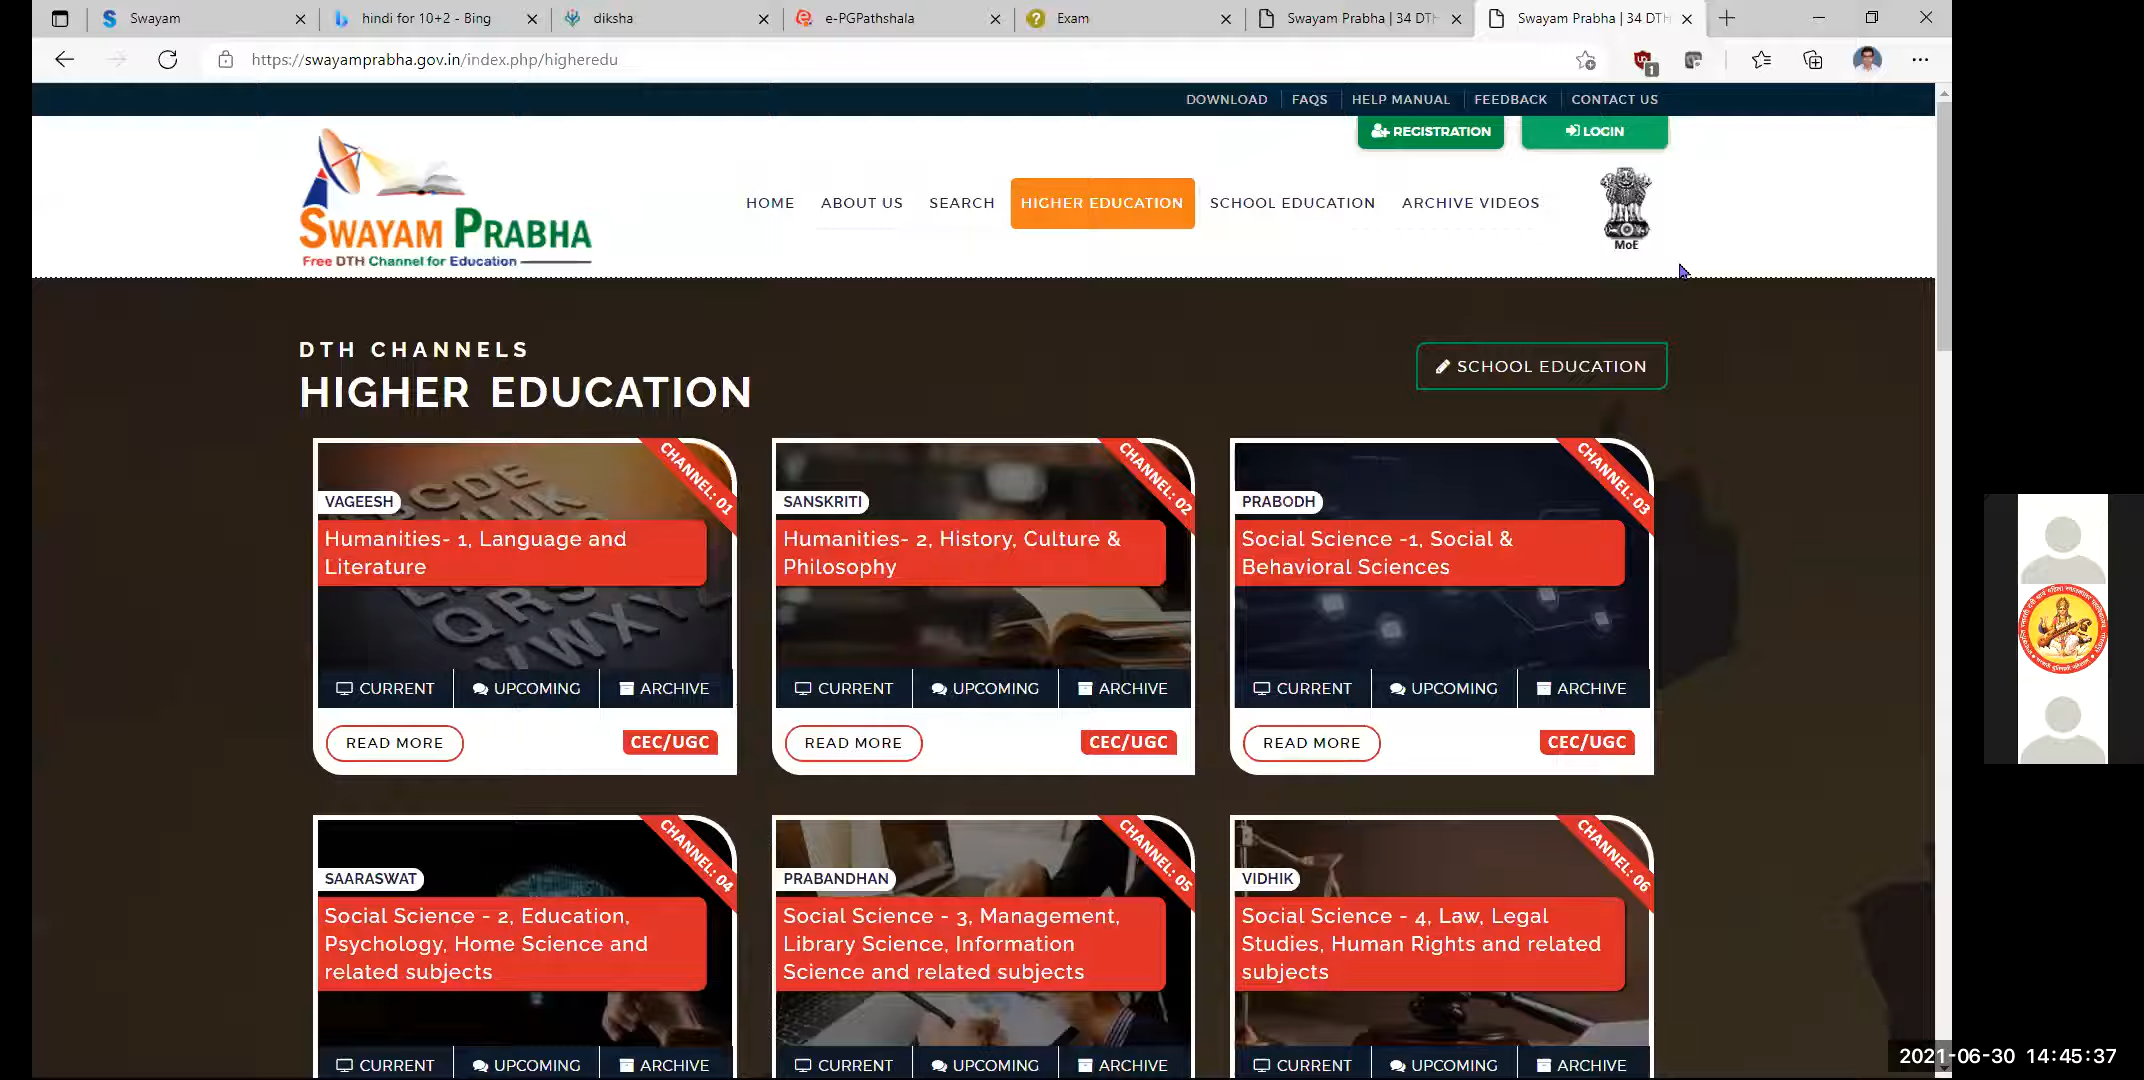 Swayam
hindi for 10+2 - Bing
diksha
e-PGPathshala
Exam
Swayam Prabha | 34 DTH
Swayam Prabha | 34 DTH
https://swayamprabha.gov.in/index.php/higheredu
1
DOWNLOAD FAQS HELP MANUAL FEEDBACK CONTACT US
REGISTRATION LOGIN
SWAYAM PRABHA
Free DTH Channel for Education
HOME ABOUT US SEARCH HIGHER EDUCATION SCHOOL EDUCATION ARCHIVE VIDEOS
MoE
DTH CHANNELS
HIGHER EDUCATION
SCHOOL EDUCATION
CHANNEL: 01
VAGEESH
Humanities- 1, Language and
Literature
CURRENT UPCOMING ARCHIVE
READ MORE CEC/UGC
CHANNEL: 02
SANSKRITI
Humanities- 2, History, Culture &
Philosophy
CURRENT UPCOMING ARCHIVE
READ MORE CEC/UGC
CHANNEL: 03
PRABODH
Social Science -1, Social &
Behavioral Sciences
CURRENT UPCOMING ARCHIVE
READ MORE CEC/UGC
CHANNEL: 04
SAARASWAT
Social Science - 2, Education,
Psychology, Home Science and
related subjects
CURRENT UPCOMING ARCHIVE
CHANNEL: 05
PRABANDHAN
Social Science - 3, Management,
Library Science, Information
Science and related subjects
CURRENT UPCOMING ARCHIVE
CHANNEL: 06
VIDHIK
Social Science - 4, Law, Legal
Studies, Human Rights and related
subjects
CURRENT UPCOMING ARCHIVE
2021-06-30 14:45:37